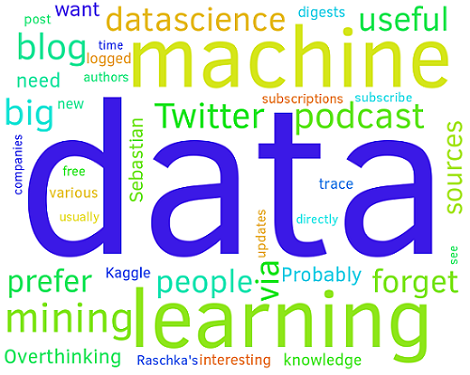 post want datascience digests useful
blog time logged machine
need authors
big new subscriptions subscribe
Twitter podcast
companies data Sebastian sources
free
various trace
usually directly
updates see
prefer Kaggle people via Probably forget
mining learning
Overthinking Raschka's interesting knowledge